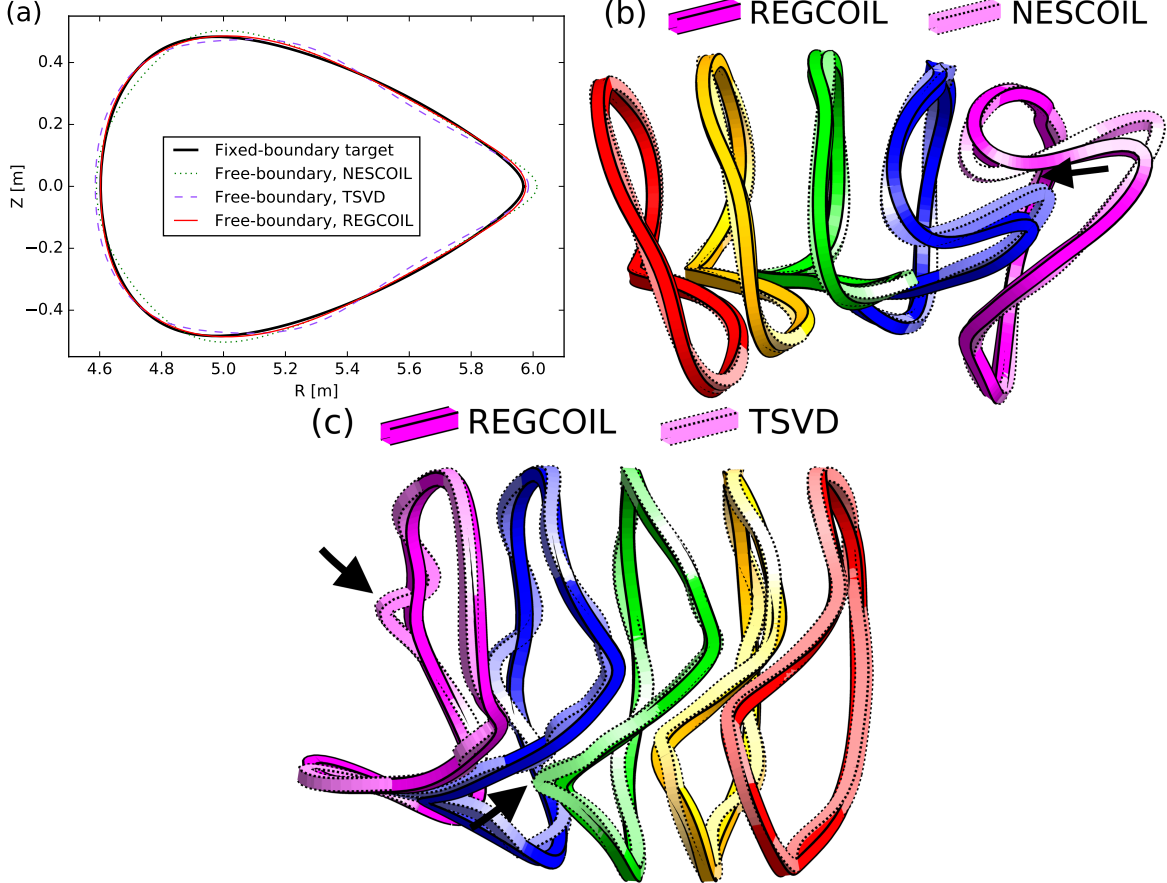 (a)
0.4
0.2
0.0
−0.2
−0.4
Z [m]
4.6 4.8 5.0 5.2 5.4 5.6 5.8 6.0
R [m]
Fixed-boundary target
Free-boundary, NESCOIL
Free-boundary, TSVD
Free-boundary, REGCOIL
(b) REGCOIL NESCOIL
(c) REGCOIL TSVD